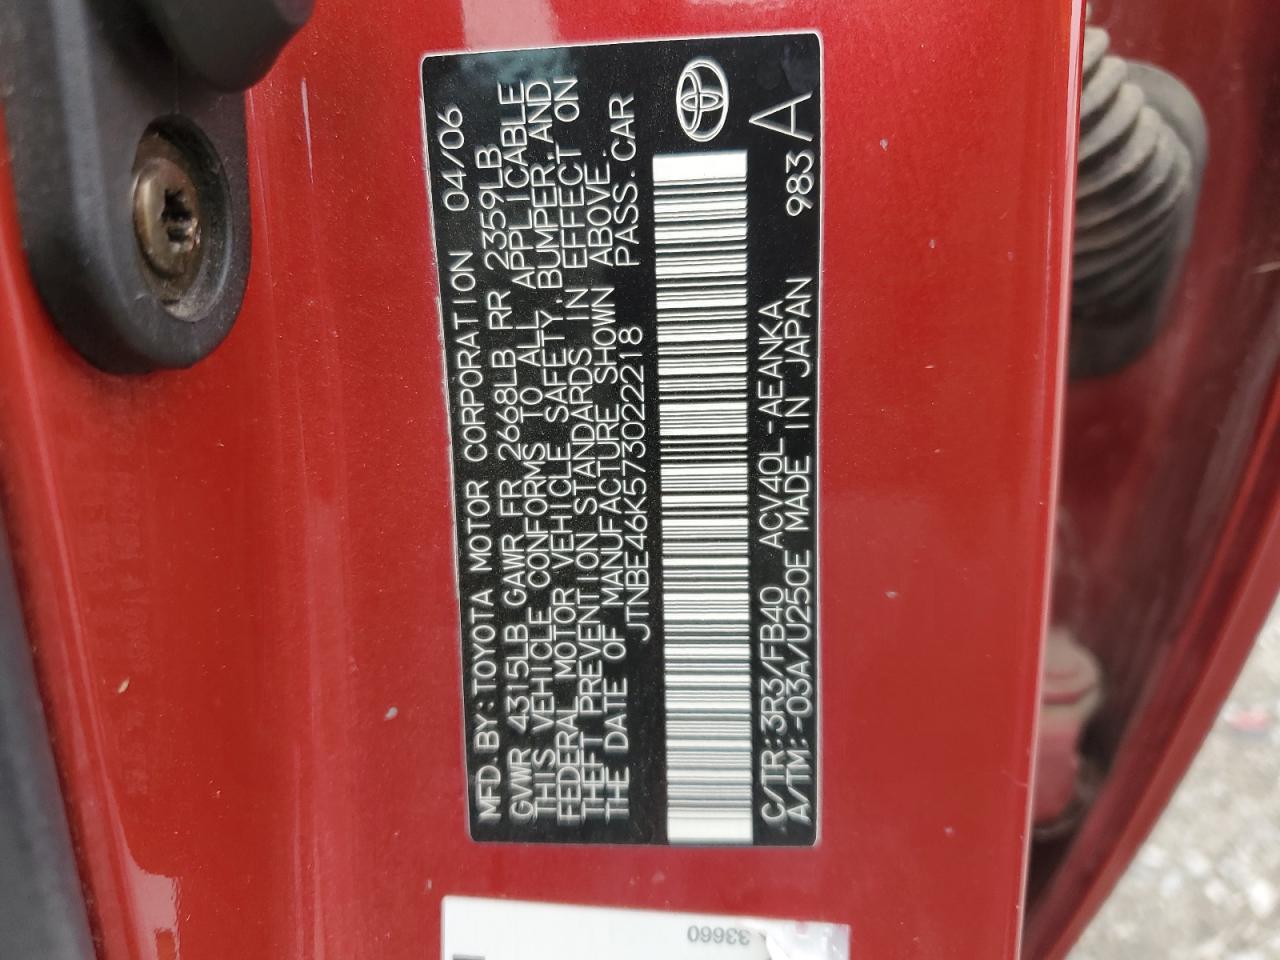 MFD. BY: TOYOTA MOTOR CORPORATION 04/06
GVWR 4315LB GAWR FR 2668LB RR 2359LB
THIS VEHICLE CONFORMS TO ALL APPLICABLE
FEDERAL MOTOR VEHICLE SAFETY, BUMPER, AND
THEFT PREVENTION STANDARDS IN EFFECT ON
THE DATE OF MANUFACTURE SHOWN ABOVE.
JTNBE46K573022218 PASS. CAR
C/TR: 3R3/FB40 ACV40L-AEANKA
A/TM: -03A/U250E MADE IN JAPAN 983 A
33660